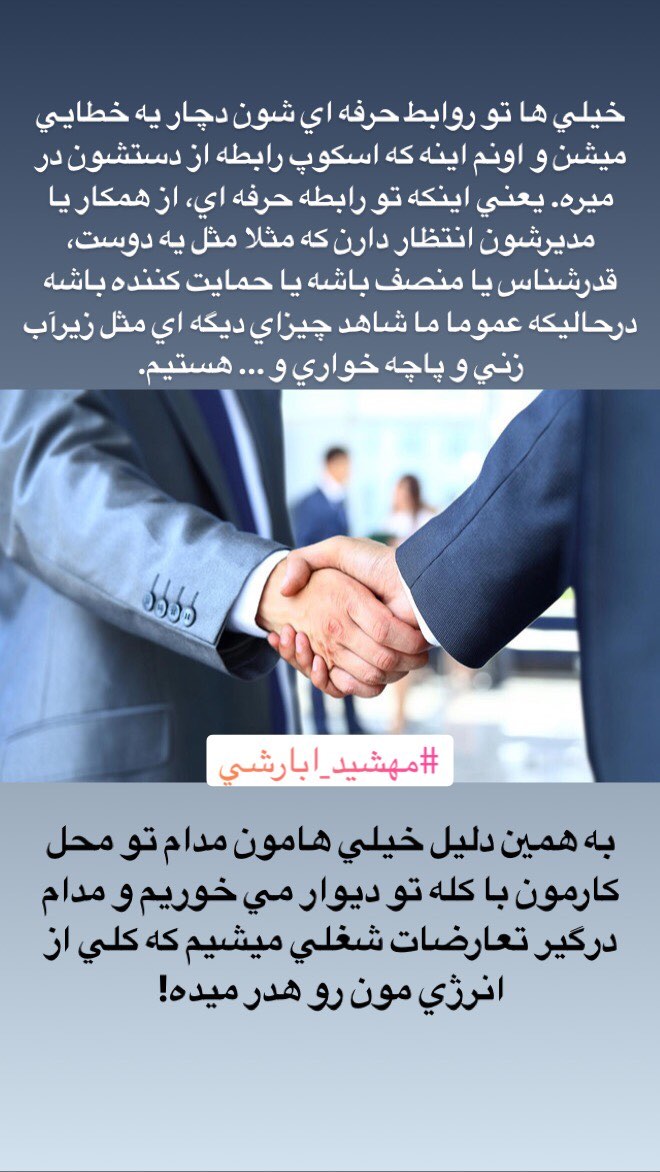 خيلي ها تو روابط حرفه اي شون دچار يه خطايي
ميشن و اونم اينه كه اسكوپ رابطه از دستشون در
ميره. يعني اينكه تو رابطه حرفه اي، از همكار يا
مديرشون انتظار دارن كه مثلا مثل يه دوست،
قدرشناس يا منصف باشه يا حمايت كننده باشه
درحاليكه عموما ما شاهد چيزاي ديگه اي مثل زيرآب
زني و پاچه خواري و ... هستيم.
#مهشيد_ابارشي
به همين دليل خيلي هامون مدام تو محل
كارمون با كله تو ديوار مي خوريم و مدام
درگير تعارضات شغلي ميشيم كه كلي از
انرژي مون رو هدر ميده!